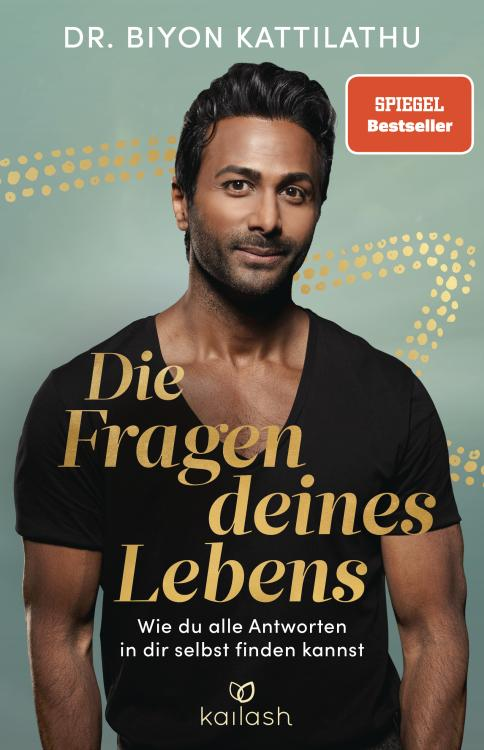 DR. BIYON KATTILATHU
SPIEGEL
Bestseller
Die
Fragen
deines
Lebens
Wie du alle Antworten
in dir selbst finden kannst
kailash